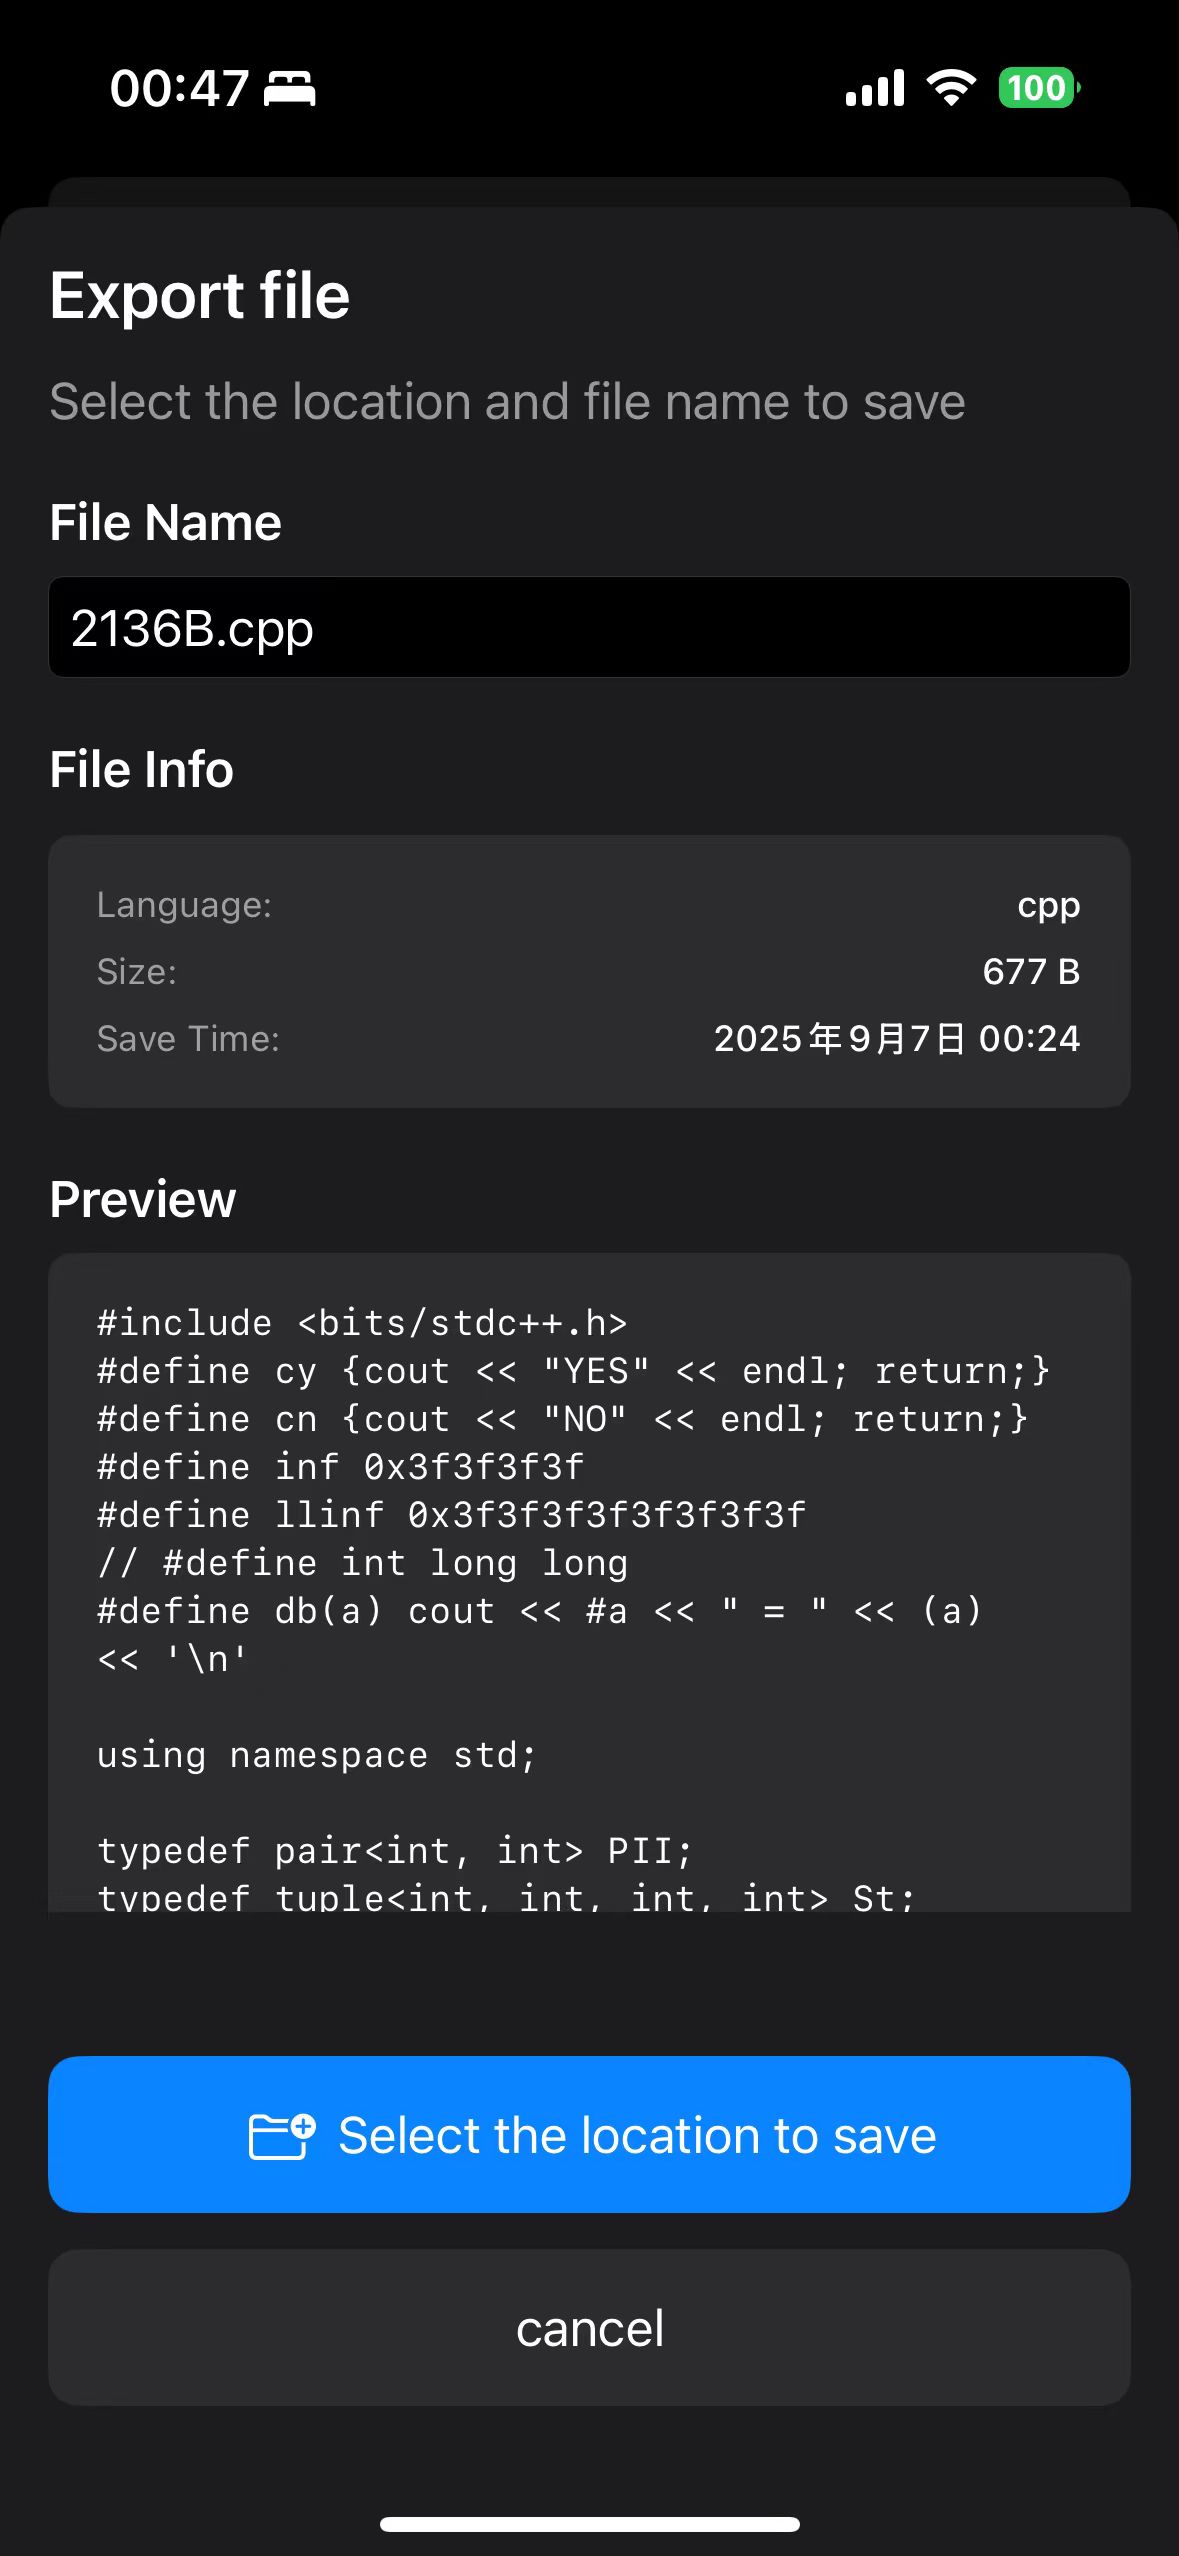 00:47
100
Export file
Select the location and file name to save
File Name
2136B.cpp
File Info
Language: cpp
Size: 677 B
Save Time: 2025年9月7日 00:24
Preview
#include <bits/stdc++.h>
#define cy {cout << "YES" << endl; return;}
#define cn {cout << "NO" << endl; return;}
#define inf 0x3f3f3f3f
#define llinf 0x3f3f3f3f3f3f3f3f
// #define int long long
#define db(a) cout << #a << " = " << (a)
<< '\n'
using namespace std;
typedef pair<int, int> PII;
typedef tuple<int, int, int, int> St;
Select the location to save
cancel